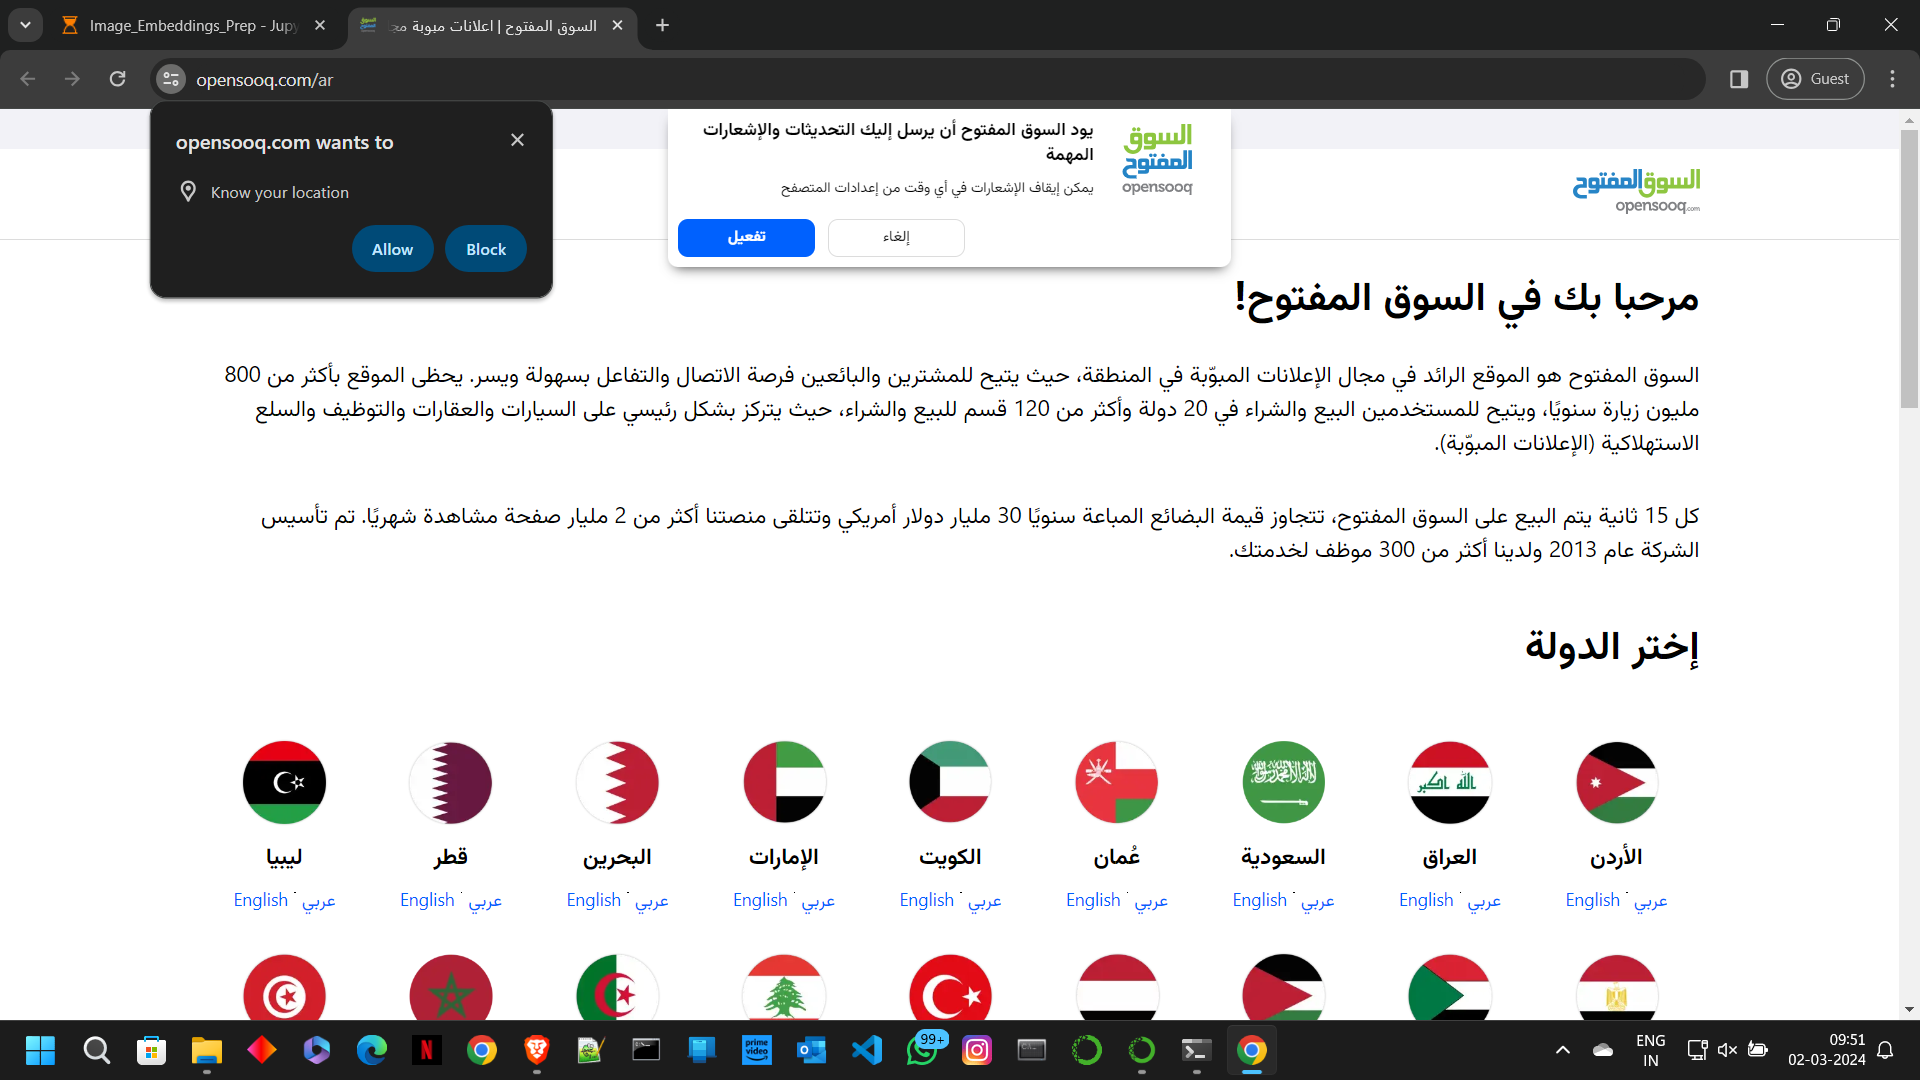 Image_Embeddings_Prep - Jupy
السوق المفتوح | اعلانات مبوبة مجا
opensooq.com/ar
Guest
opensooq.com wants to
Know your location
Allow
Block
يود السوق المفتوح أن يرسل إليك التحديثات والإشعارات
المهمة
يمكن إيقاف الإشعارات في أي وقت من إعدادات المتصفح
السوق
المفتوح
opensooq
تفعيل
إلغاء
السوق المفتوح
opensooq.com
مرحبا بك في السوق المفتوح!
السوق المفتوح هو الموقع الرائد في مجال الإعلانات المبوّبة في المنطقة، حيث يتيح للمشترين والبائعين فرصة الاتصال والتفاعل بسهولة ويسر. يحظى الموقع بأكثر من 800
مليون زيارة سنويًا، ويتيح للمستخدمين البيع والشراء في 20 دولة وأكثر من 120 قسم للبيع والشراء، حيث يتركز بشكل رئيسي على السيارات والعقارات والتوظيف والسلع
الاستهلاكية (الإعلانات المبوّبة).
كل 15 ثانية يتم البيع على السوق المفتوح، تتجاوز قيمة البضائع المباعة سنويًا 30 مليار دولار أمريكي وتتلقى منصتنا أكثر من 2 مليار صفحة مشاهدة شهريًا. تم تأسيس
الشركة عام 2013 ولدينا أكثر من 300 موظف لخدمتك.
إختر الدولة
الله اكبر
الأردن العراق السعودية عُمان الكويت الإمارات البحرين قطر ليبيا
عربي · English عربي · English عربي · English عربي · English عربي · English عربي · English عربي · English عربي · English عربي · English
prime
video
99+
ENG
IN
09:51
02-03-2024